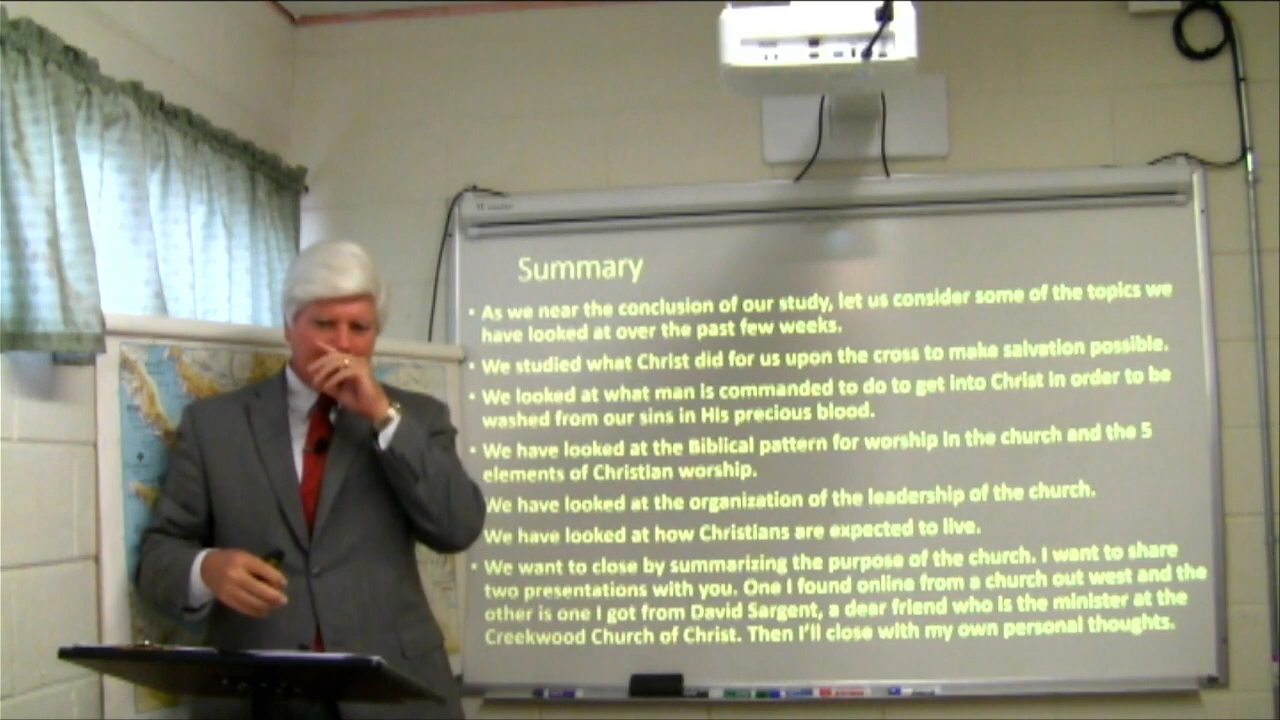 Summary
• As we near the conclusion of our study, let us consider some of the topics we
have looked at over the past few weeks.
• We studied what Christ did for us upon the cross to make salvation possible.
• We looked at what man is commanded to do to get into Christ in order to be
washed from our sins in His precious blood.
• We have looked at the Biblical pattern for worship in the church and the 5
elements of Christian worship.
We have looked at the organization of the leadership of the church.
We have looked at how Christians are expected to live.
• We want to close by summarizing the purpose of the church. I want to share
two presentations with you. One I found online from a church out west and the
other is one I got from David Sargent, a dear friend who is the minister at the
Creekwood Church of Christ. Then I'll close with my own personal thoughts.